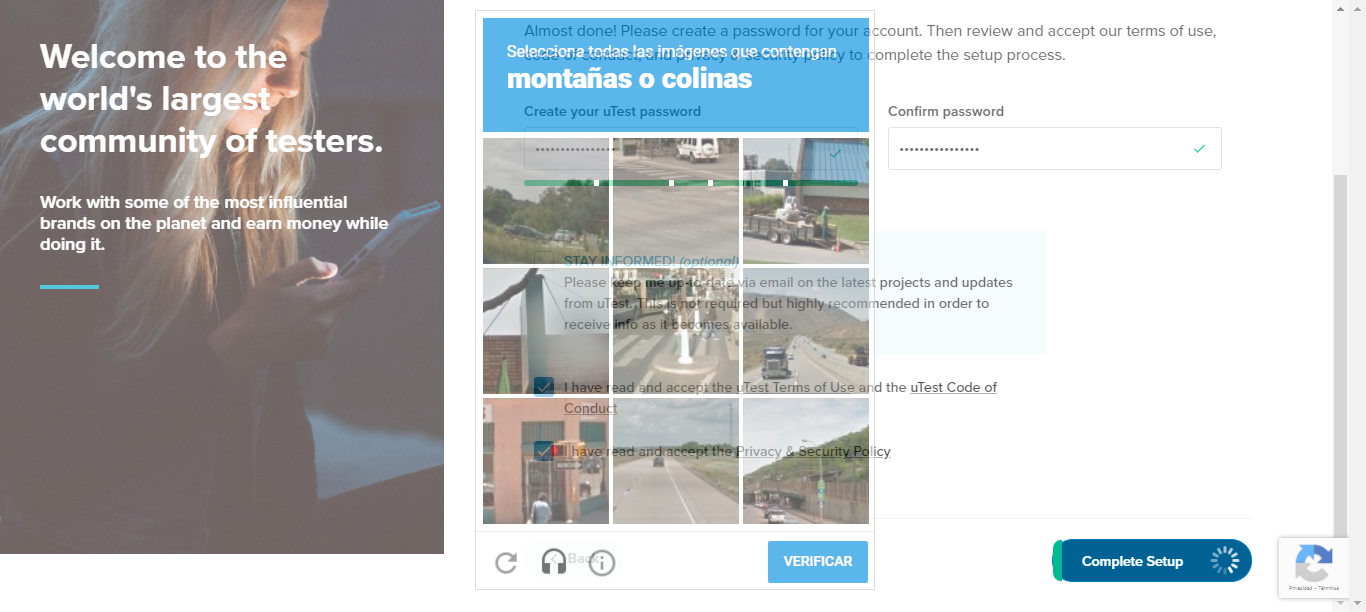 Welcome to the
world's largest
community of testers.
Work with some of the most influential
brands on the planet and earn money while
doing it.
Almost done! Please create a password for your account. Then review and accept our terms of use,
code of conduct, and privacy & security policy to complete the setup process.
Selecciona todas las imágenes que contengan
montañas o colinas
Create your uTest password
Confirm password
••••••••••••••••
••••••••••••••••
STAY INFORMED! (optional)
Please keep me up-to-date via email on the latest projects and updates
from uTest. This is not required but highly recommended in order to
receive info as it becomes available.
I have read and accept the uTest Terms of Use and the uTest Code of
Conduct
I have read and accept the Privacy & Security Policy
Back
VERIFICAR
Complete Setup
Privacidad - Términos